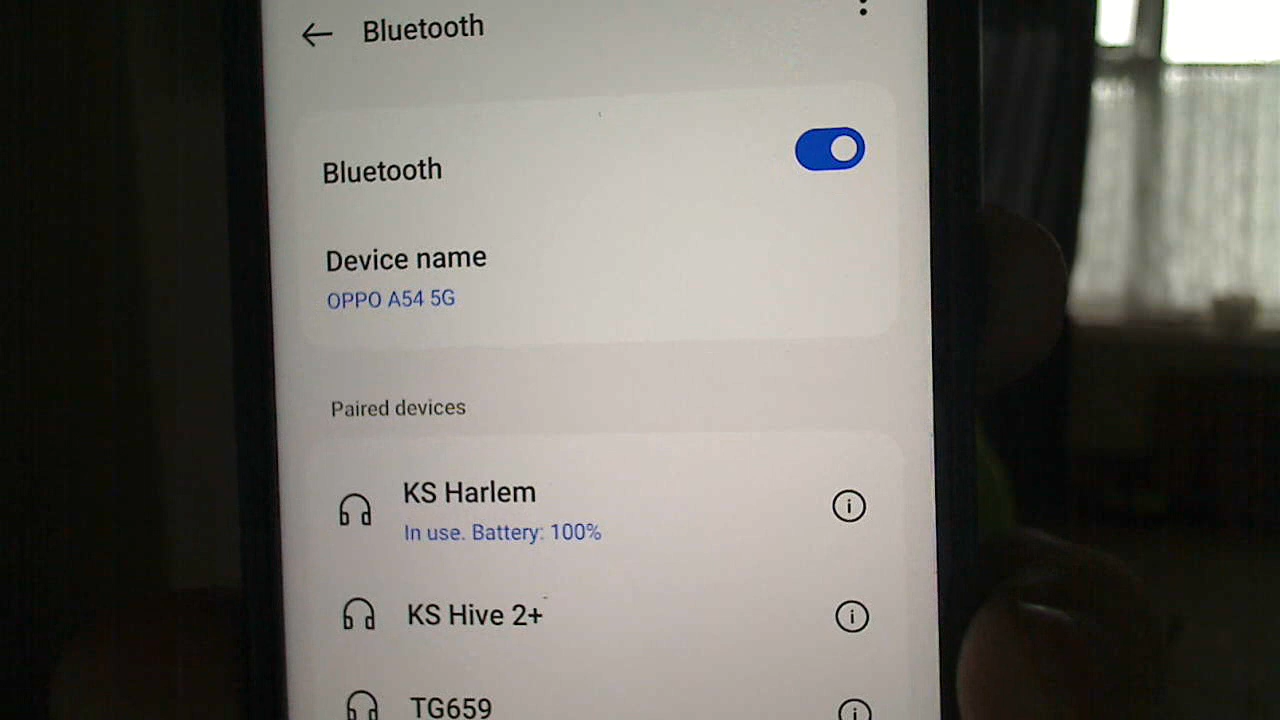 Bluetooth
Bluetooth
Device name
OPPO A54 5G
Paired devices
KS Harlem
In use. Battery: 100%
KS Hive 2+
TG659